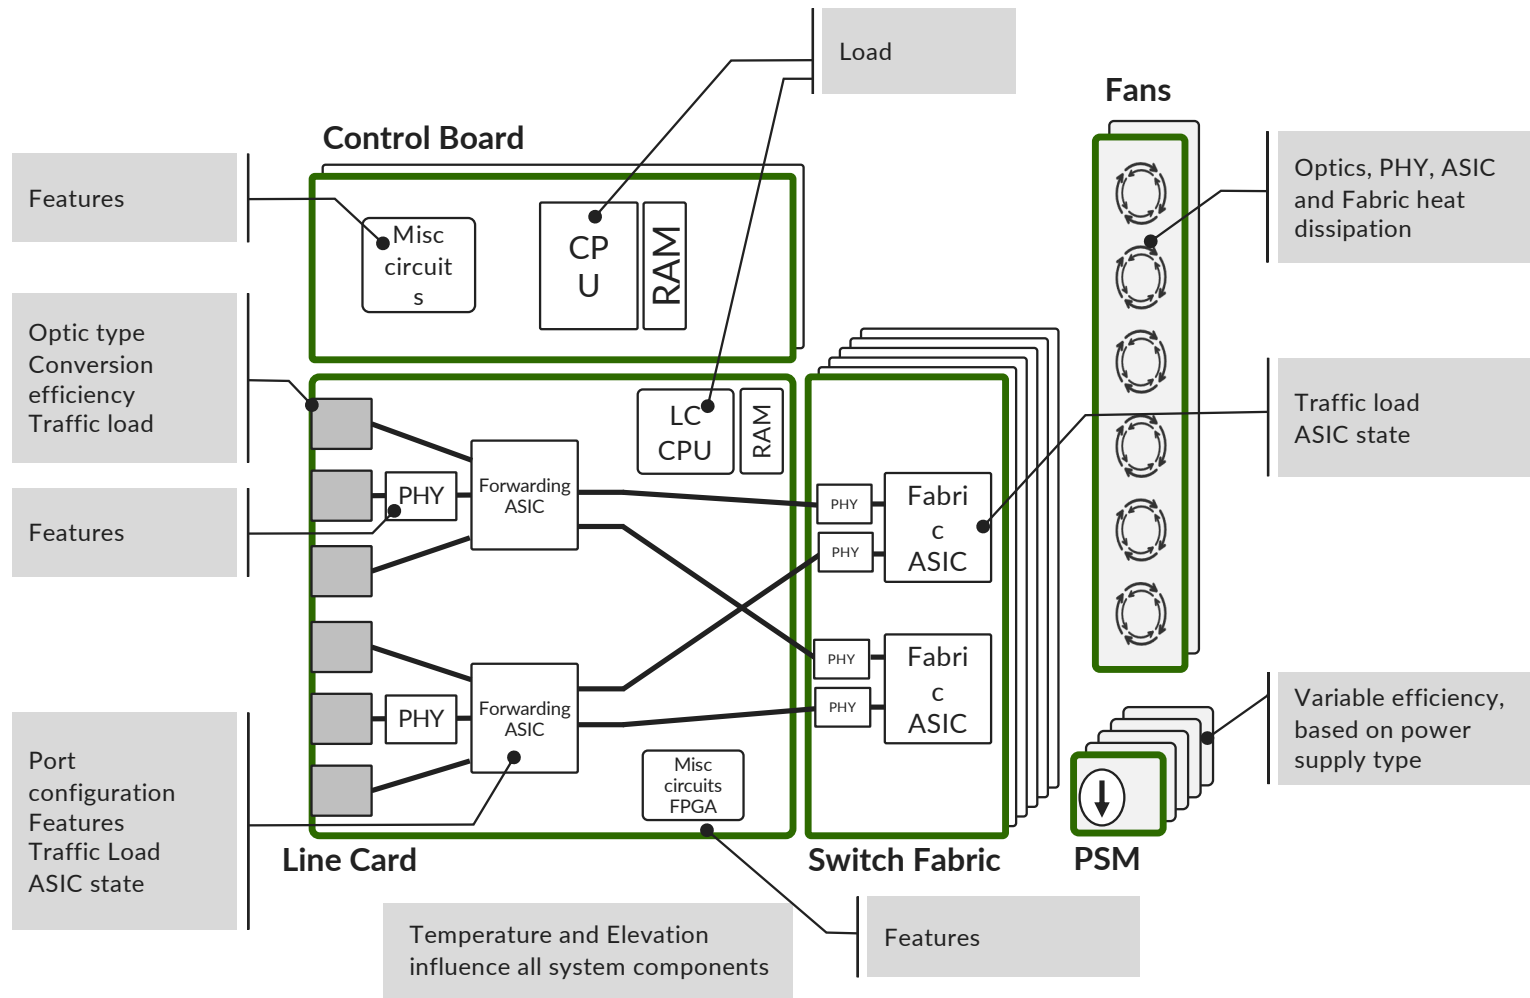 Load
Fans
Control Board
Features
Misc
circuit
s
CP
U
RAM
Optics, PHY, ASIC
and Fabric heat
dissipation
Optic type
Conversion
efficiency
Traffic load
LC
CPU
RAM
Traffic load
ASIC state
Features
PHY
Forwarding
ASIC
PHY
PHY
Fabri
c
ASIC
PHY
PHY
Fabri
c
ASIC
PHY
Forwarding
ASIC
Misc
circuits
FPGA
Variable efficiency,
based on power
supply type
Port
configuration
Features
Traffic Load
ASIC state
Line Card
Switch Fabric
PSM
Temperature and Elevation
influence all system components
Features